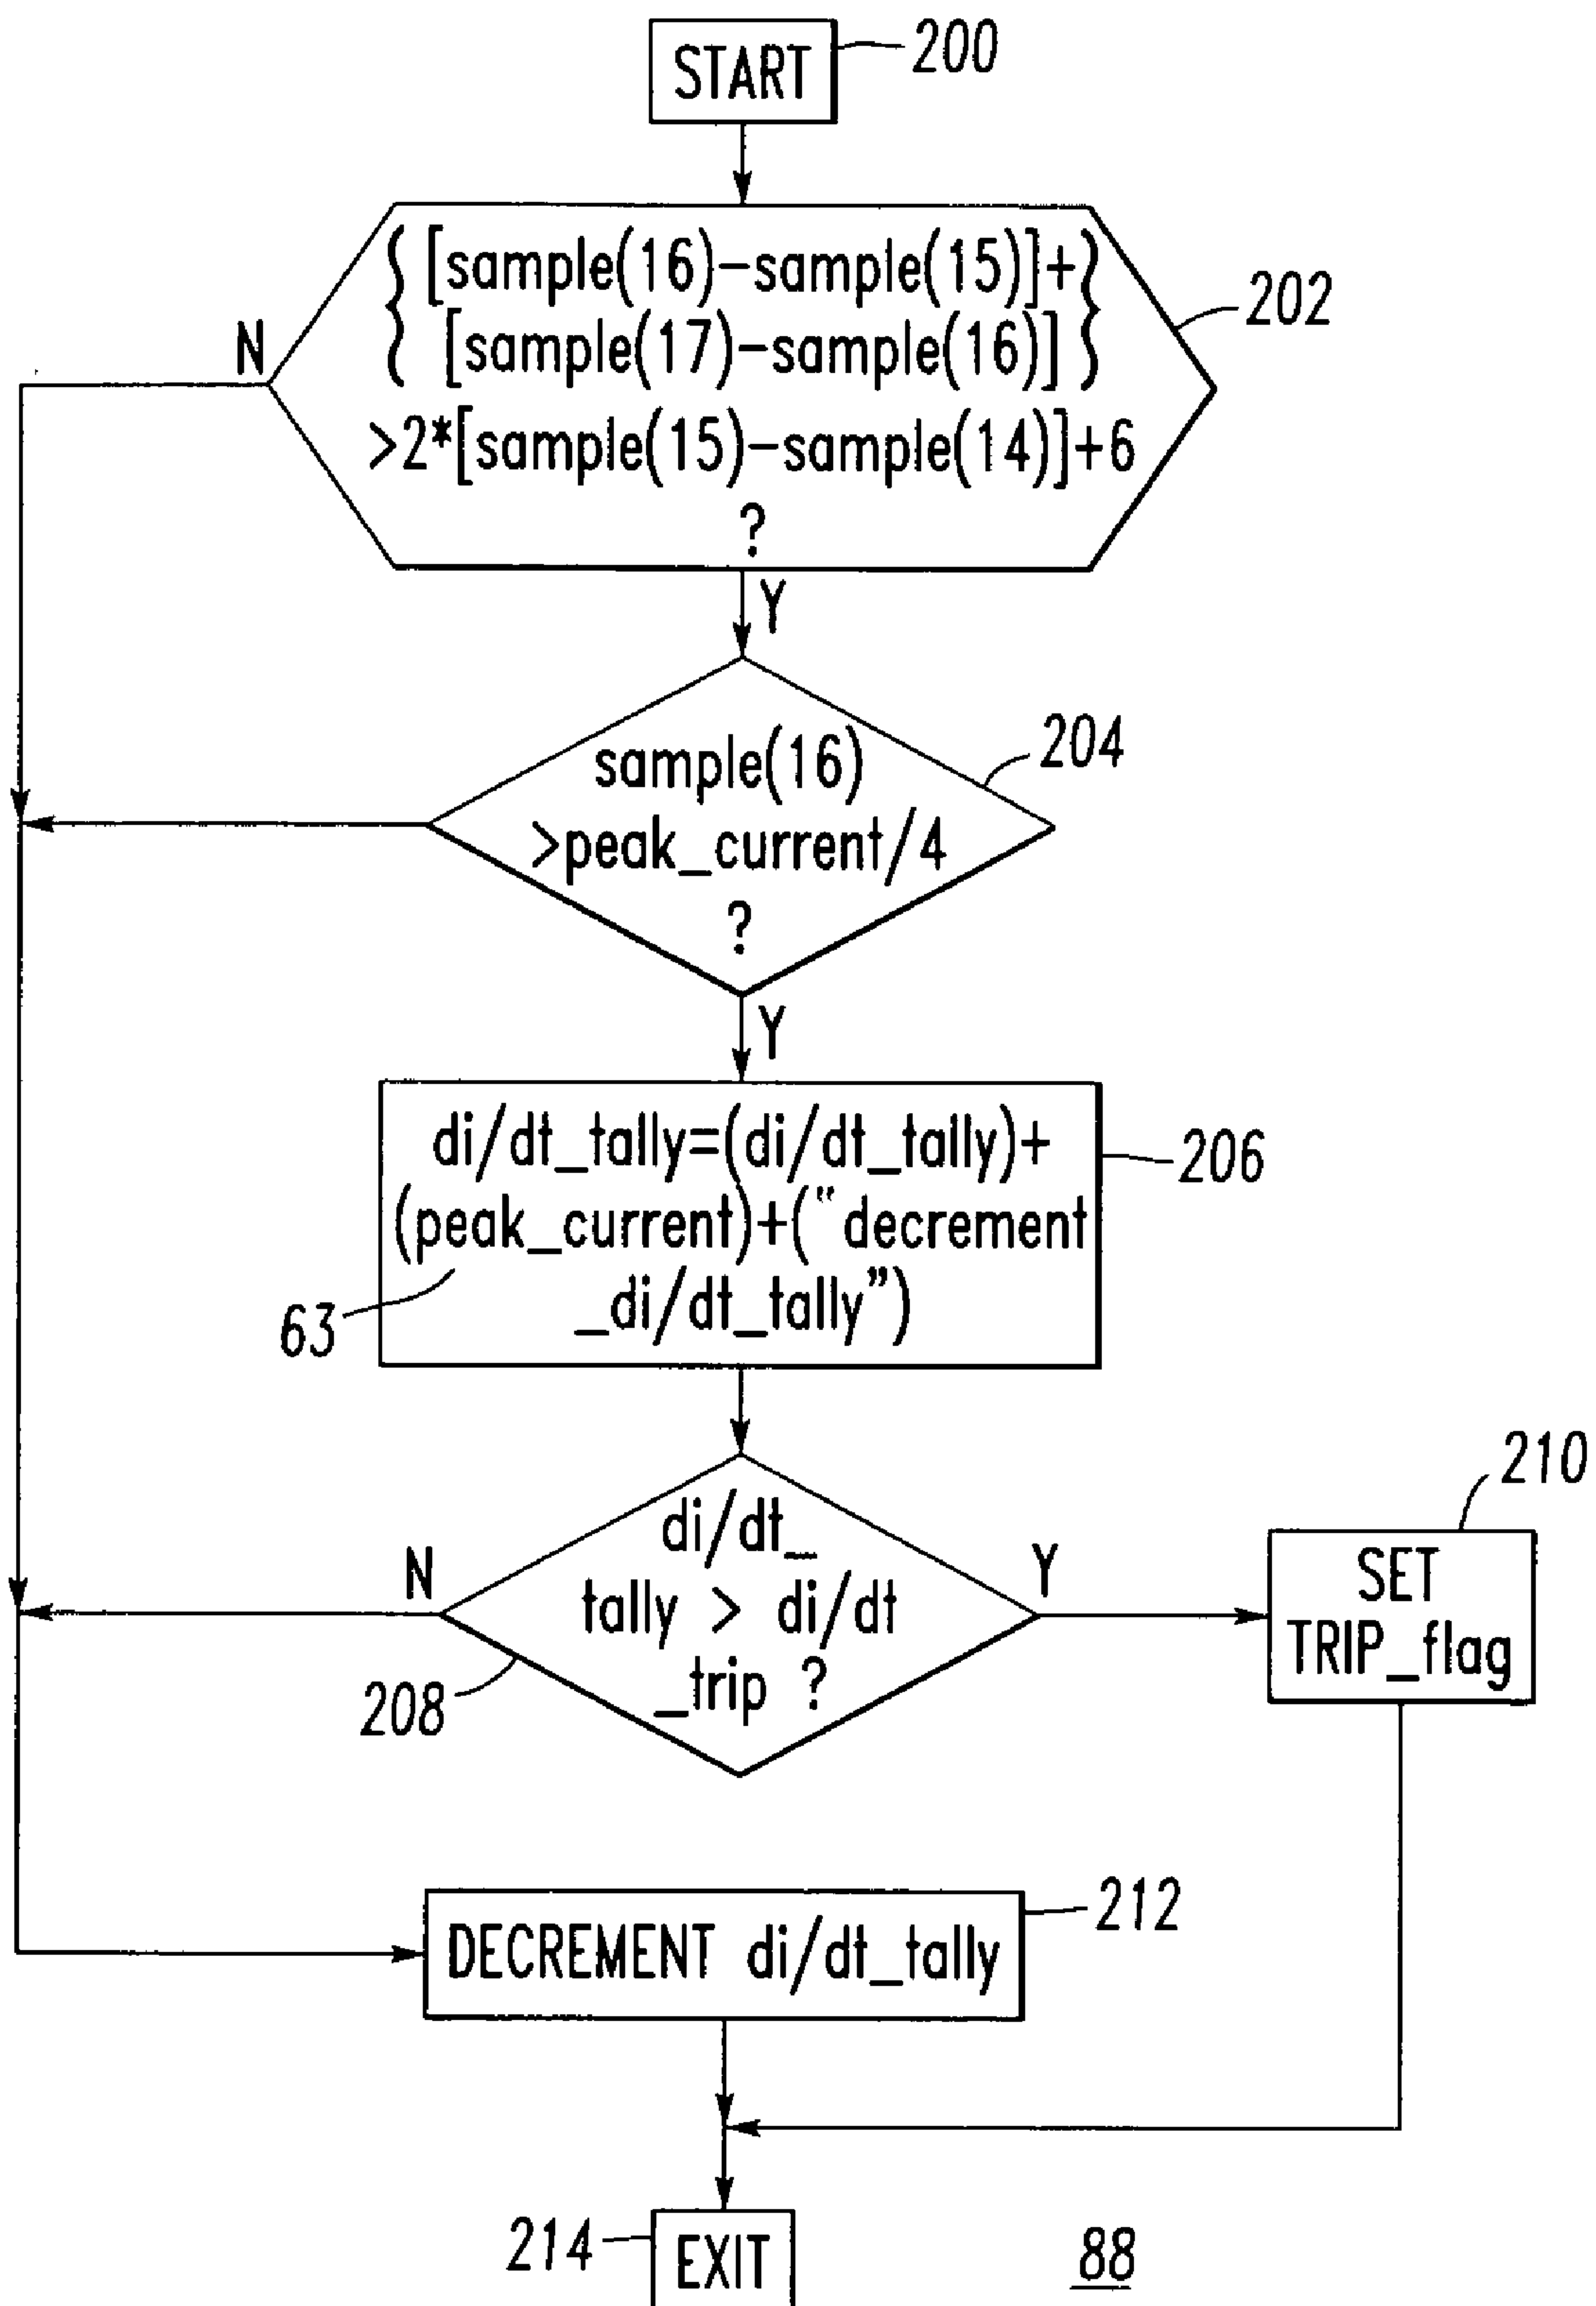 START
200
{ [sample(16)-sample(15)]+ }
{ [sample(17)-sample(16)] }
>2*[sample(15)-sample(14)]+6
?
202
N
Y
sample(16)
>peak_current/4
?
204
Y
di/dt_tally=(di/dt_tally)+
(peak_current)+("decrement
_di/dt_tally")
206
63
di/dt_
tally > di/dt
_trip ?
N
Y
208
210
SET
TRIP_flag
DECREMENT di/dt_tally
212
214
EXIT
88